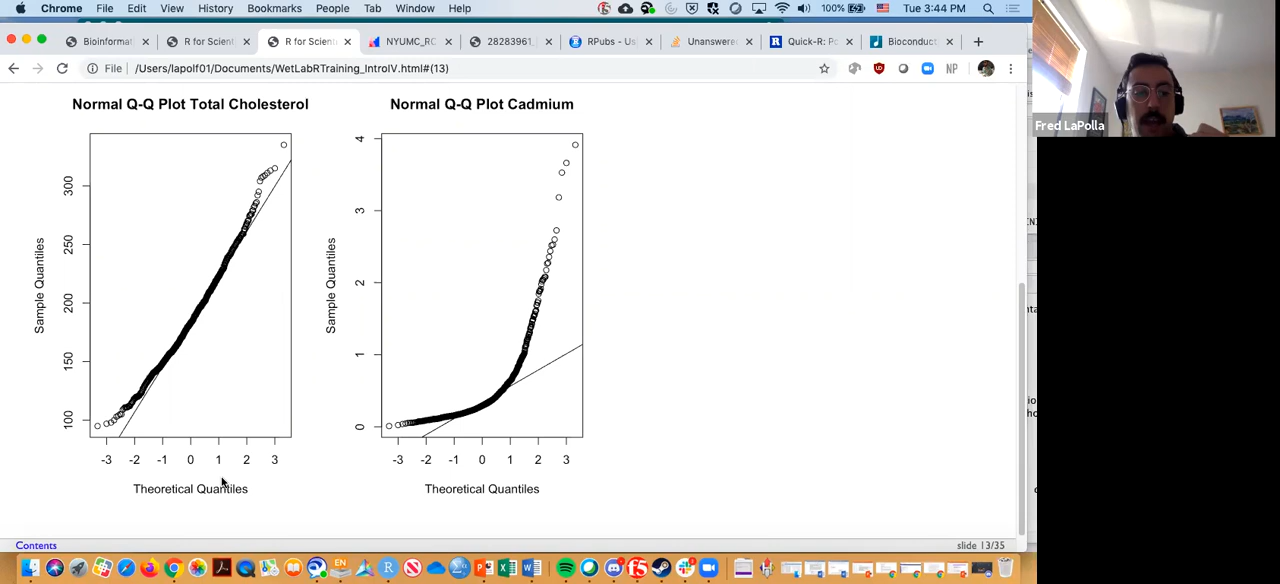 Chrome File Edit View History Bookmarks People Tab Window Help 100% Tue 3:44 PM
Bioinformat R for Scient R for Scient NYUMC_RC 28283961_ RPubs - Us Unanswere Quick-R: Pc Bioconduct
File /Users/lapolf01/Documents/WetLabRTraining_IntroIV.html#(13) NP
Fred LaPolla
Normal Q-Q Plot Total Cholesterol
Normal Q-Q Plot Cadmium
Sample Quantiles
100 150 200 250 300
-3 -2 -1 0 1 2 3
Theoretical Quantiles
Sample Quantiles
0 1 2 3 4
-3 -2 -1 0 1 2 3
Theoretical Quantiles
Contents
slide 13/35